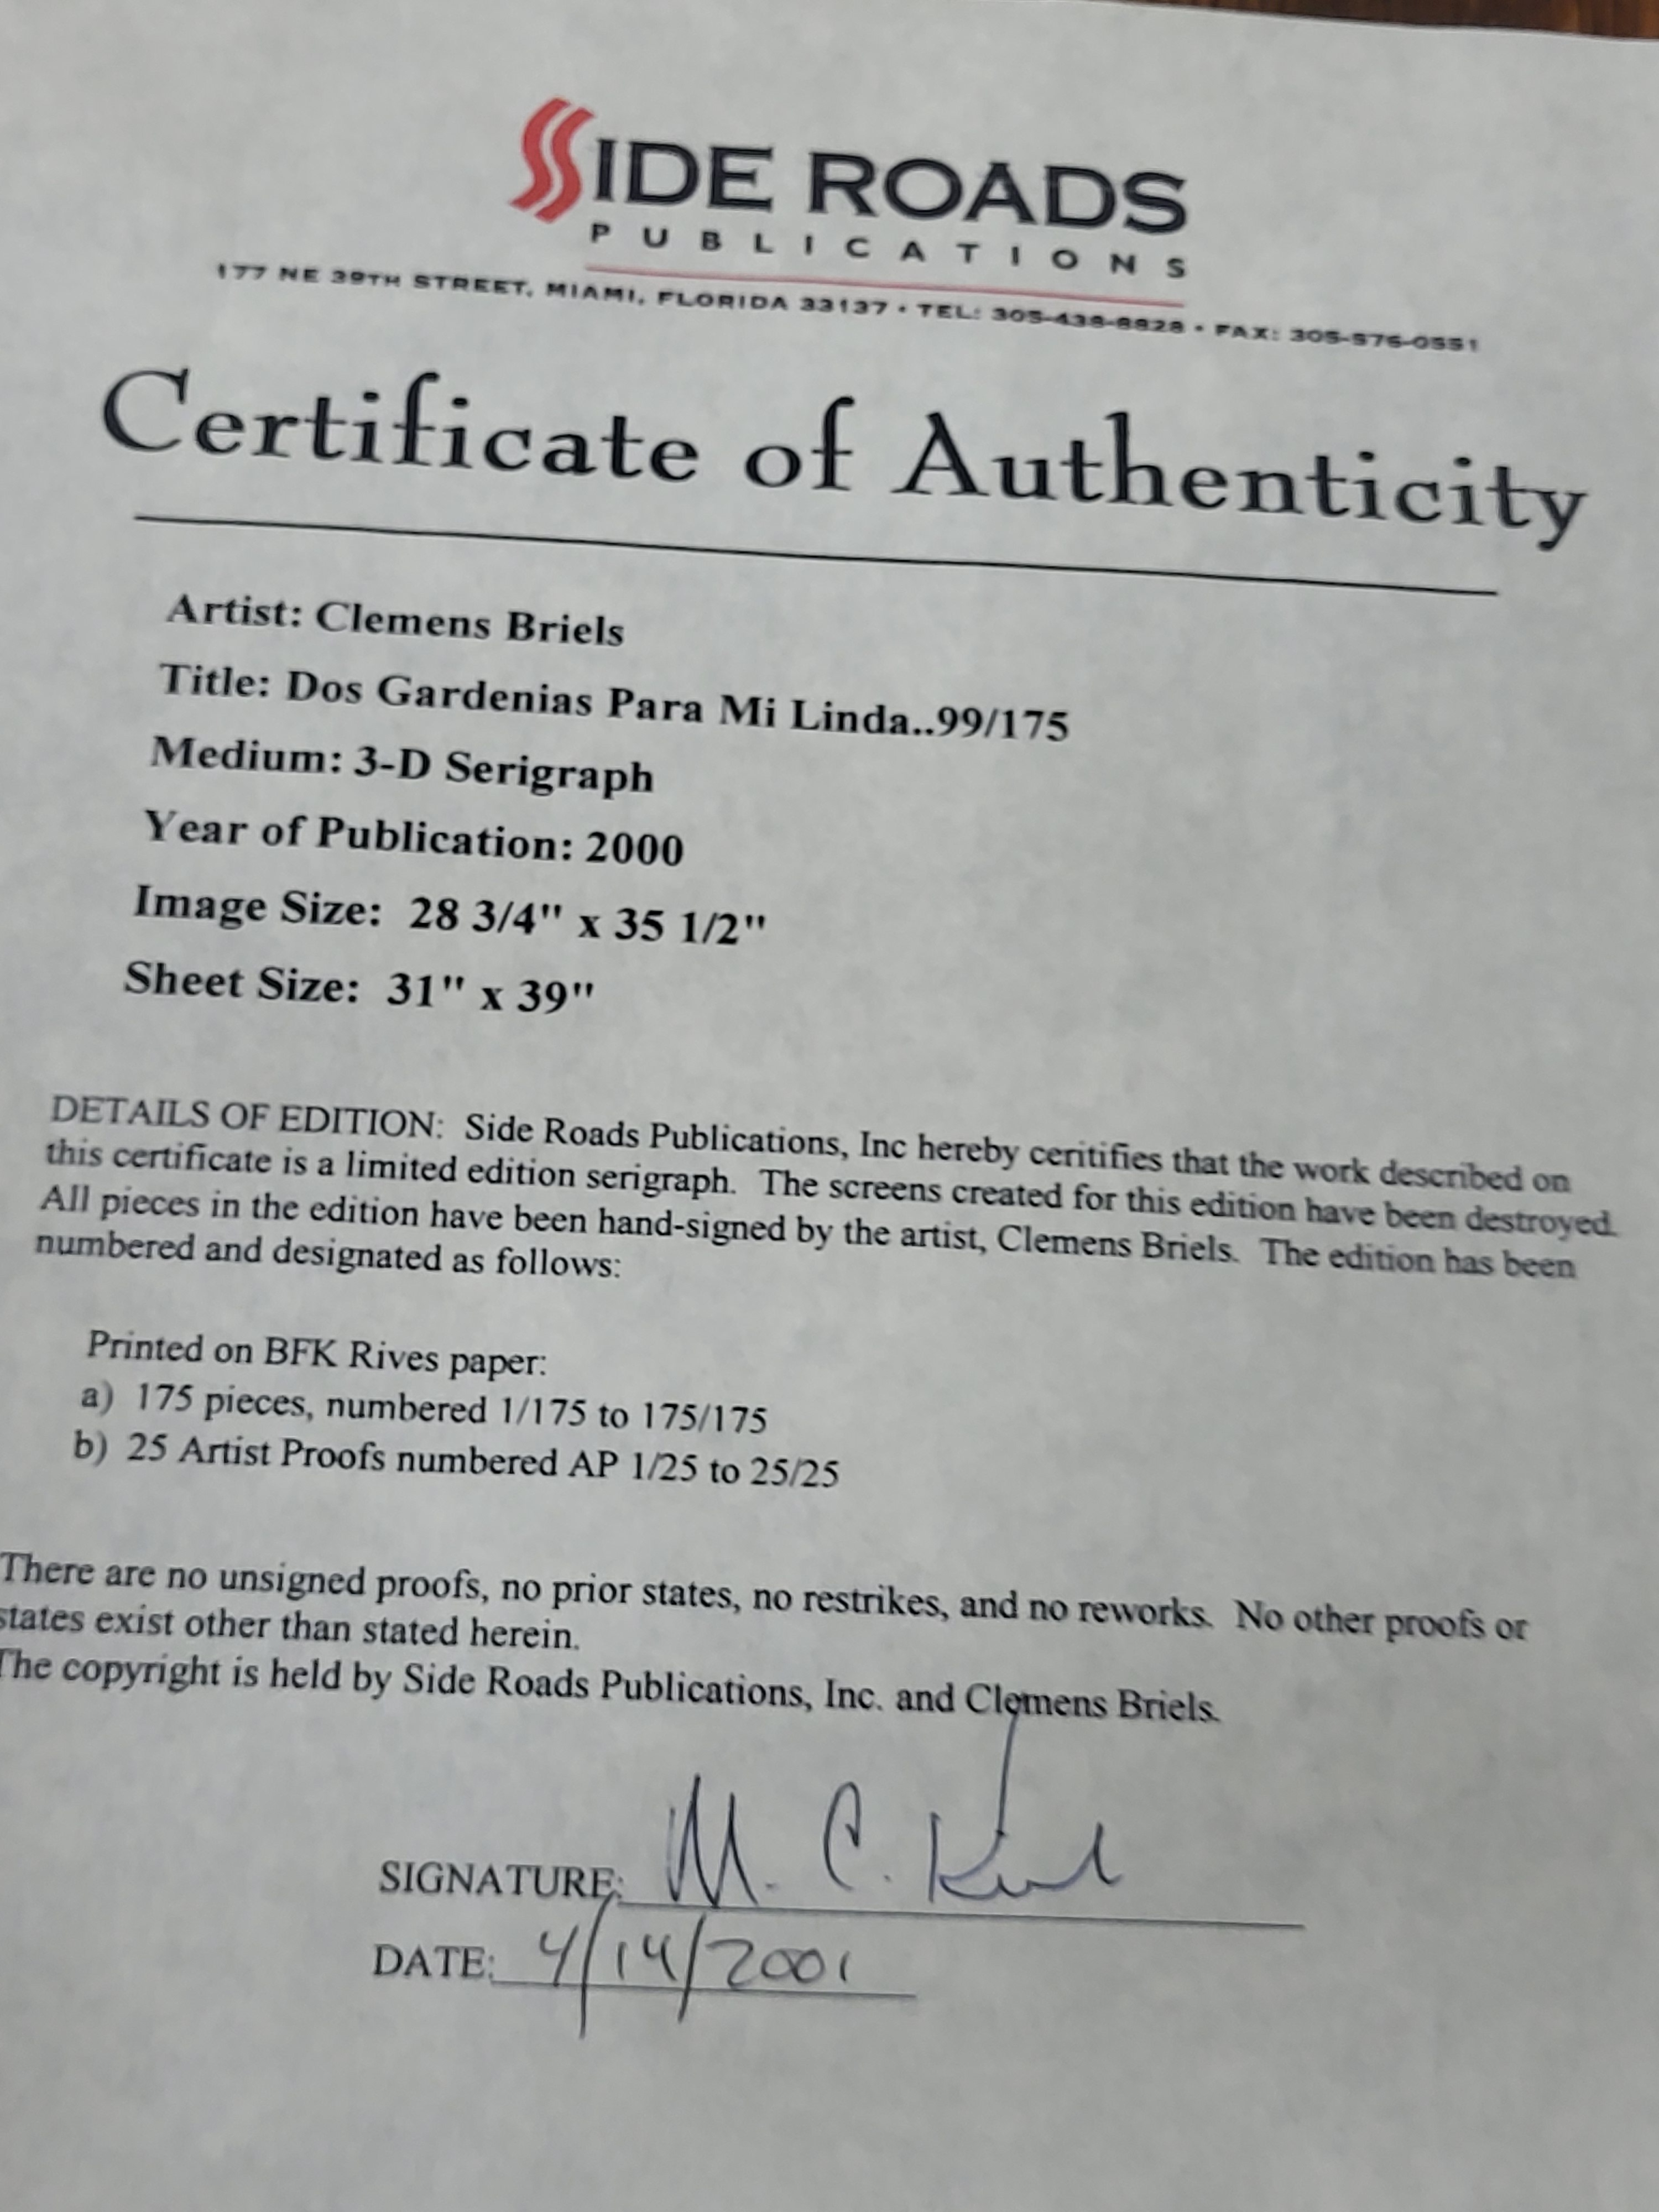 SIDE ROADS
PUBLICATIONS
177 NE 39TH STREET, MIAMI, FLORIDA 33137 • TEL: 305-438-8828 • FAX: 305-576-0551
Certificate of Authenticity
Artist: Clemens Briels
Title: Dos Gardenias Para Mi Linda..99/175
Medium: 3-D Serigraph
Year of Publication: 2000
Image Size: 28 3/4" x 35 1/2"
Sheet Size: 31" x 39"
DETAILS OF EDITION: Side Roads Publications, Inc hereby ceritifies that the work described on
this certificate is a limited edition serigraph. The screens created for this edition have been destroyed.
All pieces in the edition have been hand-signed by the artist, Clemens Briels. The edition has been
numbered and designated as follows:
Printed on BFK Rives paper:
a) 175 pieces, numbered 1/175 to 175/175
b) 25 Artist Proofs numbered AP 1/25 to 25/25
There are no unsigned proofs, no prior states, no restrikes, and no reworks. No other proofs or
states exist other than stated herein.
The copyright is held by Side Roads Publications, Inc. and Clemens Briels.
SIGNATURE: M. C.
DATE: 4/14/2001